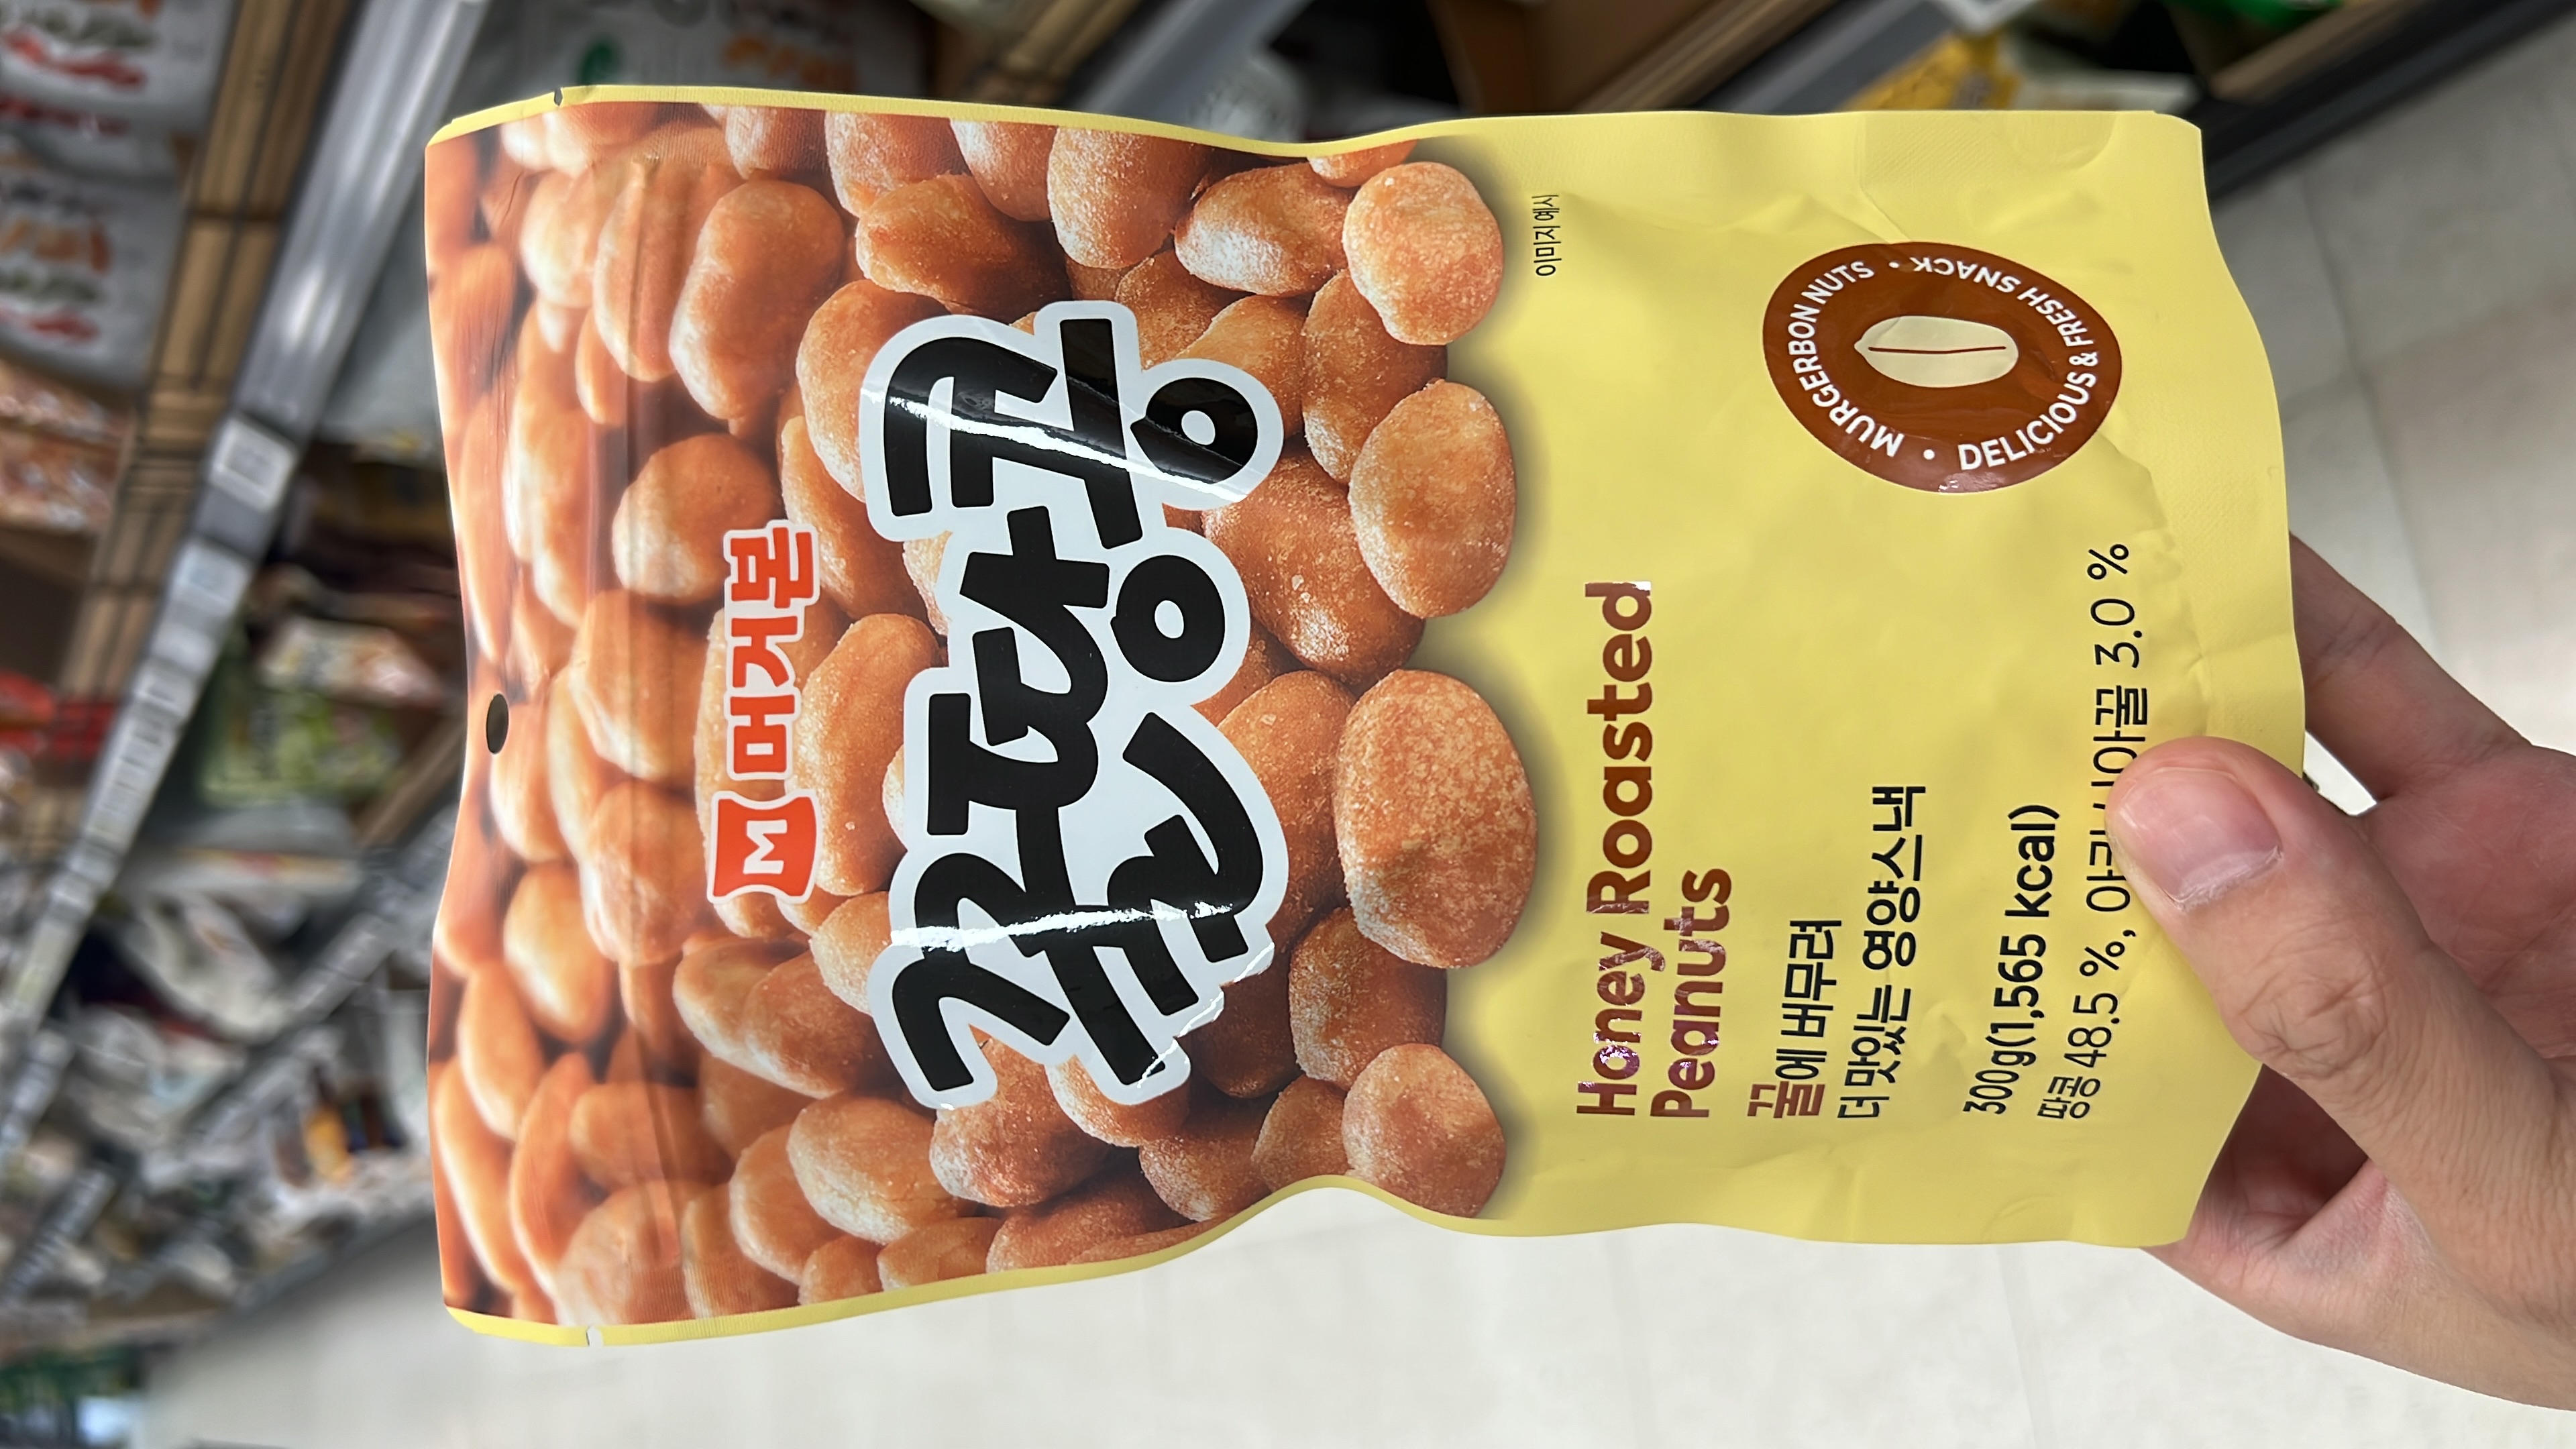 M 머거본
꿀땅콩
이미지 예시
Honey Roasted
Peanuts
꿀에 버무려
더 맛있는 영양스낵
300g(1,565 kcal)
땅콩 48.5 %, 아카시아꿀 3.0 %
MURGERBON NUTS • DELICIOUS & FRESH SNACK •